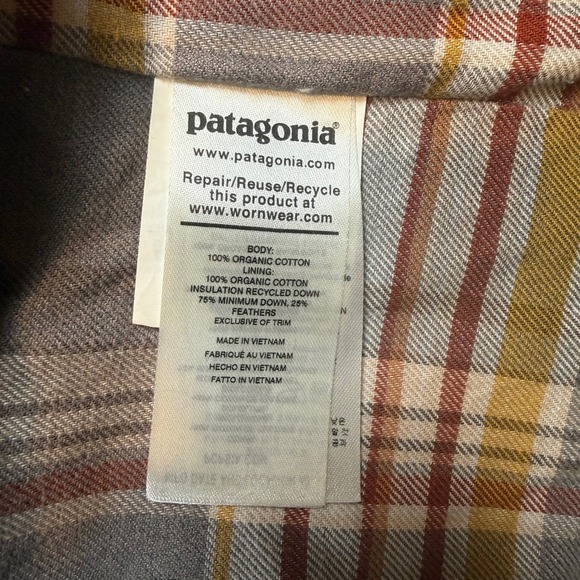 patagonia®
www.patagonia.com
Repair/Reuse/Recycle
this product at
www.wornwear.com
BODY:
100% ORGANIC COTTON
LINING:
100% ORGANIC COTTON
INSULATION RECYCLED DOWN
75% MINIMUM DOWN, 25%
FEATHERS
EXCLUSIVE OF TRIM
MADE IN VIETNAM
FABRIQUÉ AU VIETNAM
HECHO EN VIETNAM
FATTO IN VIETNAM